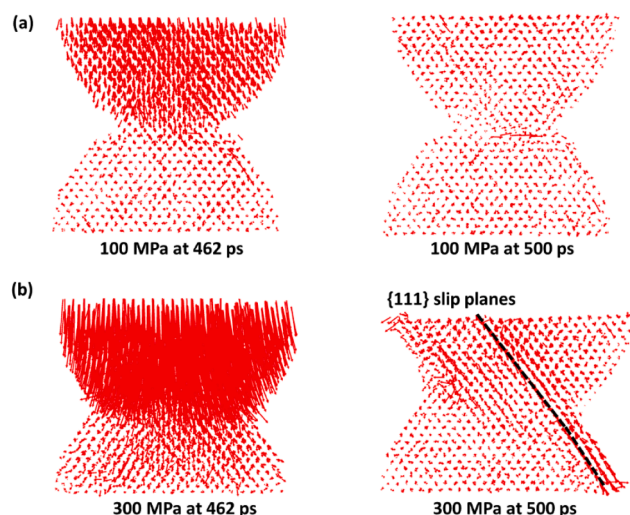 (a)
100 MPa at 462 ps
100 MPa at 500 ps
(b)
{111} slip planes
300 MPa at 462 ps
300 MPa at 500 ps